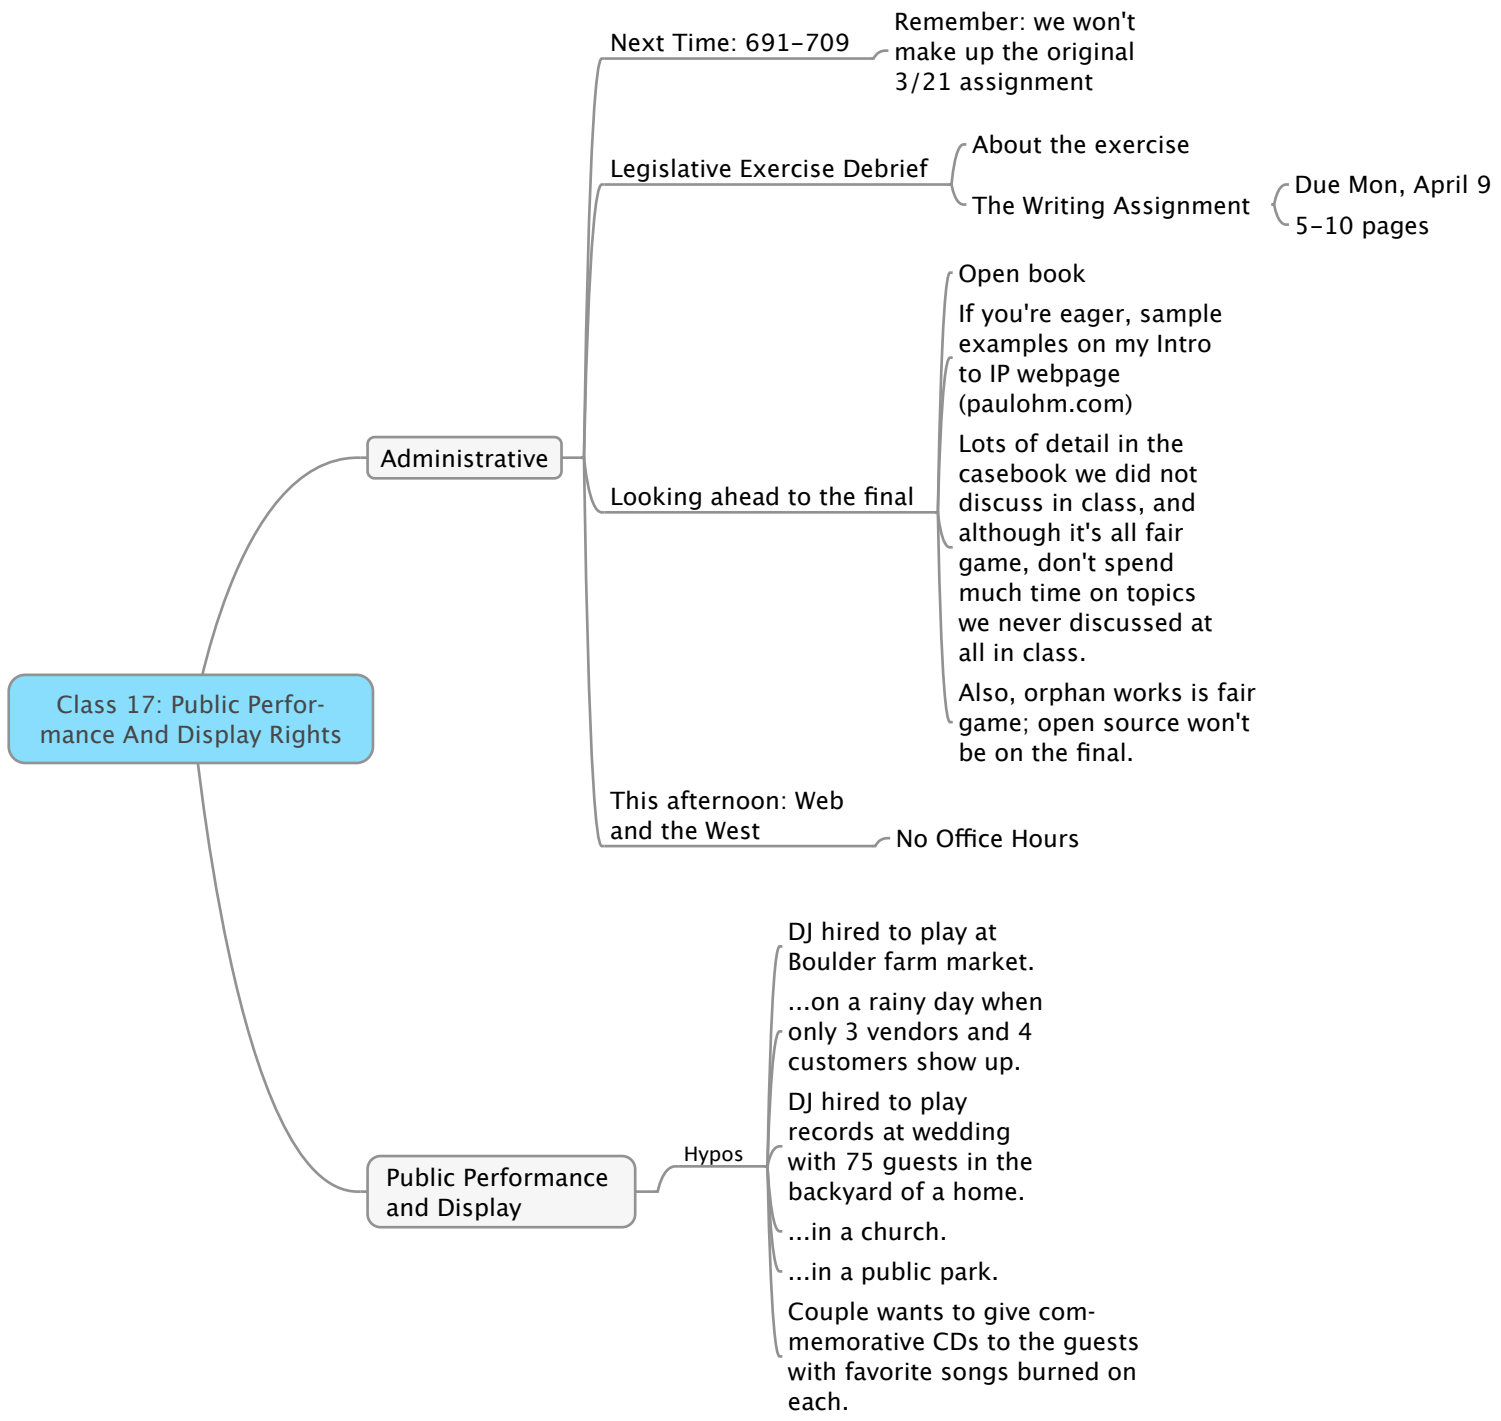 Class 17: Public Perfor-
mance And Display Rights
Administrative
Next Time: 691–709
Remember: we won't
make up the original
3/21 assignment
Legislative Exercise Debrief
About the exercise
The Writing Assignment
Due Mon, April 9
5–10 pages
Looking ahead to the final
Open book
If you're eager, sample
examples on my Intro
to IP webpage
(paulohm.com)
Lots of detail in the
casebook we did not
discuss in class, and
although it's all fair
game, don't spend
much time on topics
we never discussed at
all in class.
Also, orphan works is fair
game; open source won't
be on the final.
This afternoon: Web
and the West
No Office Hours
Public Performance
and Display
Hypos
DJ hired to play at
Boulder farm market.
...on a rainy day when
only 3 vendors and 4
customers show up.
DJ hired to play
records at wedding
with 75 guests in the
backyard of a home.
...in a church.
...in a public park.
Couple wants to give com-
memorative CDs to the guests
with favorite songs burned on
each.